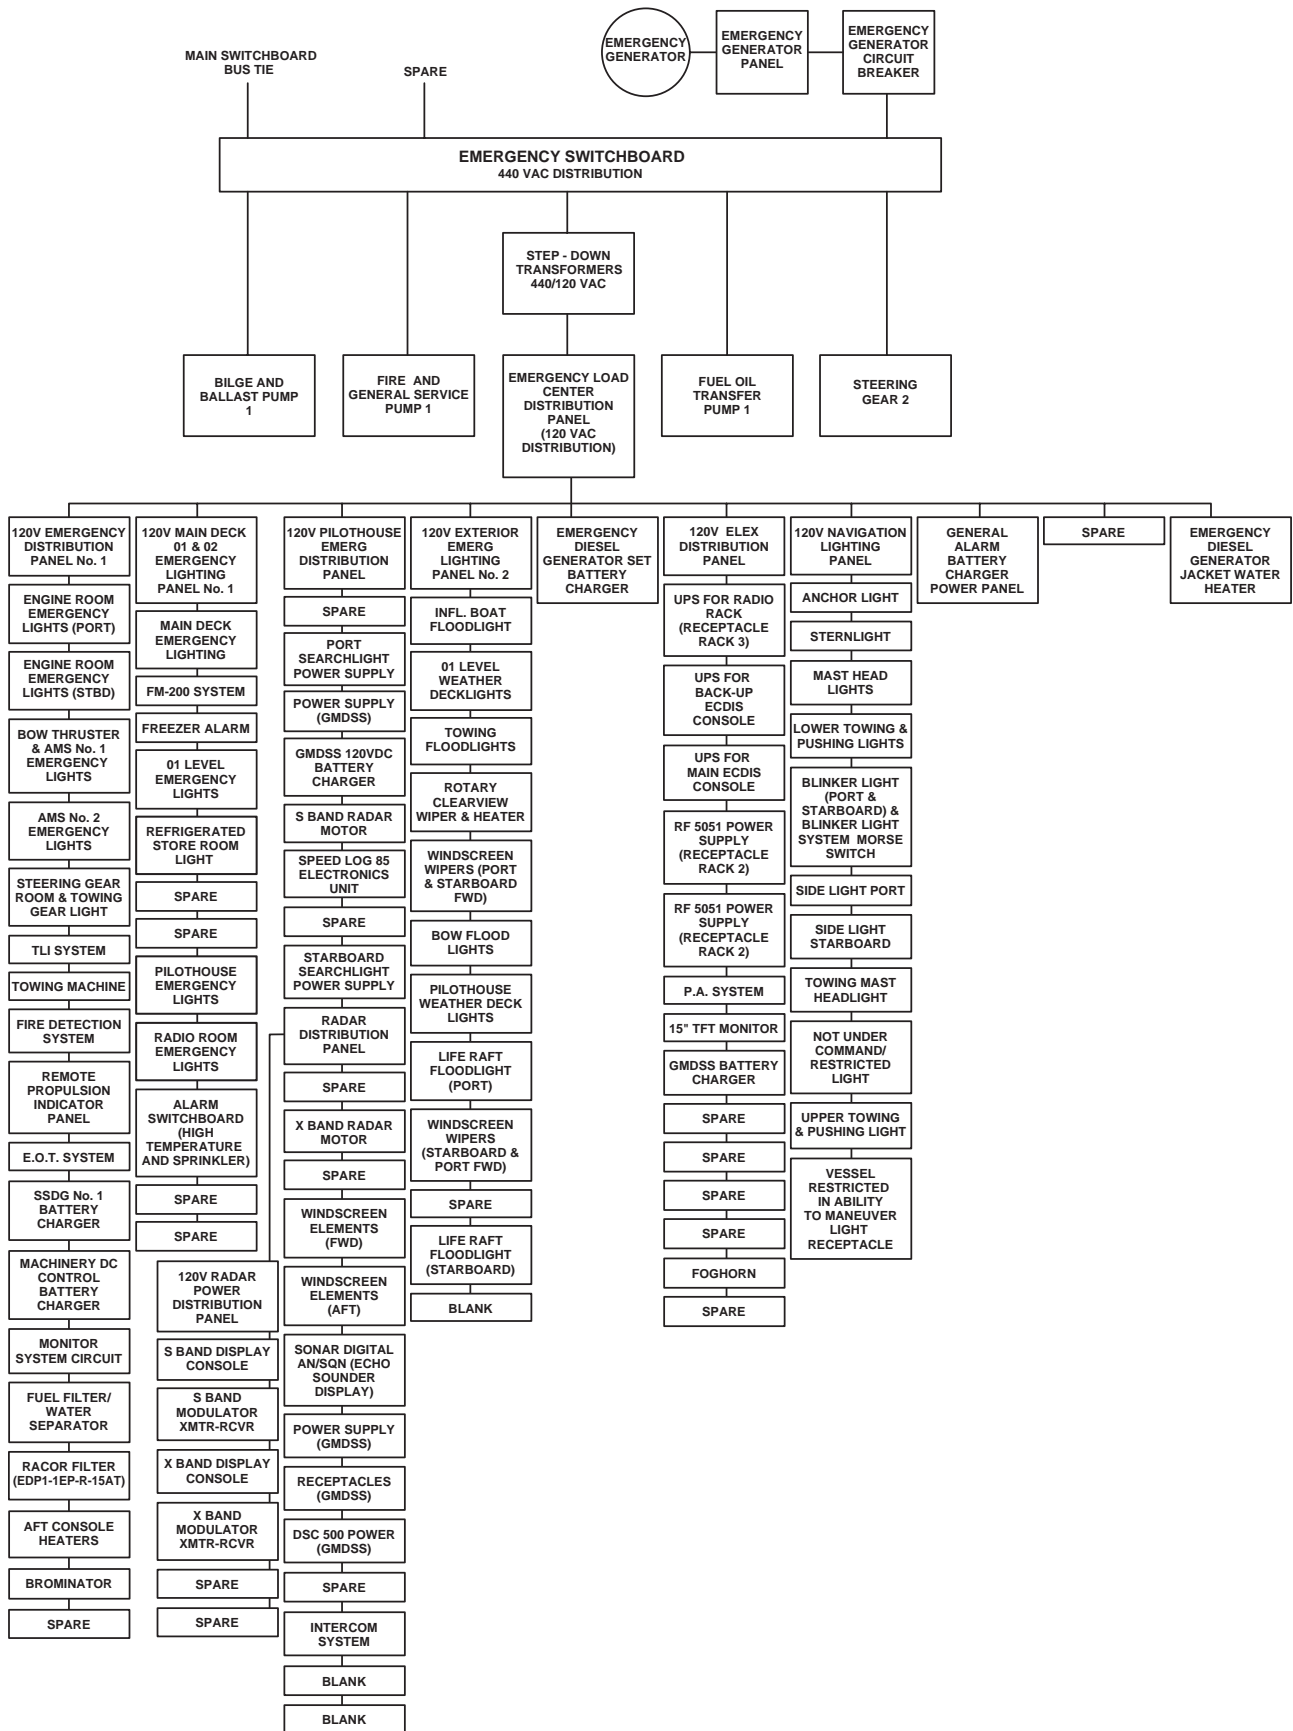 EMERGENCY
GENERATOR
EMERGENCY
GENERATOR
PANEL
EMERGENCY
GENERATOR
CIRCUIT
BREAKER
MAIN SWITCHBOARD
BUS TIE
SPARE
EMERGENCY SWITCHBOARD
440 VAC DISTRIBUTION
STEP - DOWN
TRANSFORMERS
440/120 VAC
BILGE AND
BALLAST PUMP
1
FIRE AND
GENERAL SERVICE
PUMP 1
EMERGENCY LOAD
CENTER
DISTRIBUTION
PANEL
(120 VAC
DISTRIBUTION)
FUEL OIL
TRANSFER
PUMP 1
STEERING
GEAR 2
120V EMERGENCY
DISTRIBUTION
PANEL No. 1
ENGINE ROOM
EMERGENCY
LIGHTS (PORT)
ENGINE ROOM
EMERGENCY
LIGHTS (STBD)
BOW THRUSTER
& AMS No. 1
EMERGENCY
LIGHTS
AMS No. 2
EMERGENCY
LIGHTS
STEERING GEAR
ROOM & TOWING
GEAR LIGHT
TLI SYSTEM
TOWING MACHINE
FIRE DETECTION
SYSTEM
REMOTE
PROPULSION
INDICATOR
PANEL
E.O.T. SYSTEM
SSDG No. 1
BATTERY
CHARGER
MACHINERY DC
CONTROL
BATTERY
CHARGER
MONITOR
SYSTEM CIRCUIT
FUEL FILTER/
WATER
SEPARATOR
RACOR FILTER
(EDP1-1EP-R-15AT)
AFT CONSOLE
HEATERS
BROMINATOR
SPARE
120V MAIN DECK
01 & 02
EMERGENCY
LIGHTING
PANEL No. 1
MAIN DECK
EMERGENCY
LIGHTING
FM-200 SYSTEM
FREEZER ALARM
01 LEVEL
EMERGENCY
LIGHTS
REFRIGERATED
STORE ROOM
LIGHT
SPARE
SPARE
PILOTHOUSE
EMERGENCY
LIGHTS
RADIO ROOM
EMERGENCY
LIGHTS
ALARM
SWITCHBOARD
(HIGH
TEMPERATURE
AND SPRINKLER)
SPARE
SPARE
120V RADAR
POWER
DISTRIBUTION
PANEL
S BAND DISPLAY
CONSOLE
S BAND
MODULATOR
XMTR-RCVR
X BAND DISPLAY
CONSOLE
X BAND
MODULATOR
XMTR-RCVR
SPARE
SPARE
120V PILOTHOUSE
EMERG
DISTRIBUTION
PANEL
SPARE
PORT
SEARCHLIGHT
POWER SUPPLY
POWER SUPPLY
(GMDSS)
GMDSS 120VDC
BATTERY
CHARGER
S BAND RADAR
MOTOR
SPEED LOG 85
ELECTRONICS
UNIT
SPARE
STARBOARD
SEARCHLIGHT
POWER SUPPLY
RADAR
DISTRIBUTION
PANEL
SPARE
X BAND RADAR
MOTOR
SPARE
WINDSCREEN
ELEMENTS
(FWD)
WINDSCREEN
ELEMENTS
(AFT)
SONAR DIGITAL
AN/SQN (ECHO
SOUNDER
DISPLAY)
POWER SUPPLY
(GMDSS)
RECEPTACLES
(GMDSS)
DSC 500 POWER
(GMDSS)
SPARE
INTERCOM
SYSTEM
BLANK
BLANK
120V EXTERIOR
EMERG
LIGHTING
PANEL No. 2
INFL. BOAT
FLOODLIGHT
01 LEVEL
WEATHER
DECKLIGHTS
TOWING
FLOODLIGHTS
ROTARY
CLEARVIEW
WIPER & HEATER
WINDSCREEN
WIPERS (PORT
& STARBOARD
FWD)
BOW FLOOD
LIGHTS
PILOTHOUSE
WEATHER DECK
LIGHTS
LIFE RAFT
FLOODLIGHT
(PORT)
WINDSCREEN
WIPERS
(STARBOARD &
PORT FWD)
SPARE
LIFE RAFT
FLOODLIGHT
(STARBOARD)
BLANK
EMERGENCY
DIESEL
GENERATOR SET
BATTERY
CHARGER
120V ELEX
DISTRIBUTION
PANEL
UPS FOR RADIO
RACK
(RECEPTACLE
RACK 3)
UPS FOR
BACK-UP
ECDIS
CONSOLE
UPS FOR
MAIN ECDIS
CONSOLE
RF 5051 POWER
SUPPLY
(RECEPTACLE
RACK 2)
RF 5051 POWER
SUPPLY
(RECEPTACLE
RACK 2)
P.A. SYSTEM
15" TFT MONITOR
GMDSS BATTERY
CHARGER
SPARE
SPARE
SPARE
SPARE
FOGHORN
SPARE
120V NAVIGATION
LIGHTING
PANEL
ANCHOR LIGHT
STERNLIGHT
MAST HEAD
LIGHTS
LOWER TOWING &
PUSHING LIGHTS
BLINKER LIGHT
(PORT &
STARBOARD) &
BLINKER LIGHT
SYSTEM MORSE
SWITCH
SIDE LIGHT PORT
SIDE LIGHT
STARBOARD
TOWING MAST
HEADLIGHT
NOT UNDER
COMMAND/
RESTRICTED
LIGHT
UPPER TOWING
& PUSHING LIGHT
VESSEL
RESTRICTED
IN ABILITY
TO MANEUVER
LIGHT
RECEPTACLE
GENERAL
ALARM
BATTERY
CHARGER
POWER PANEL
SPARE
EMERGENCY
DIESEL
GENERATOR
JACKET WATER
HEATER